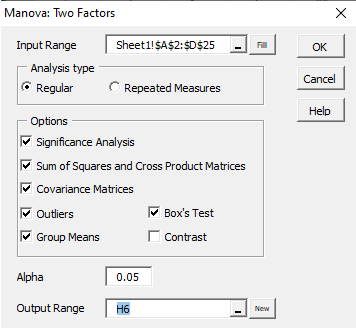 Manova: Two Factors
Input Range Sheet1!$A$2:$D$25 _ Fill OK
Analysis type
Regular Repeated Measures
Cancel
Help
Options
Significance Analysis
Sum of Squares and Cross Product Matrices
Covariance Matrices
Outliers Box's Test
Group Means Contrast
Alpha 0.05
Output Range H6 _ New